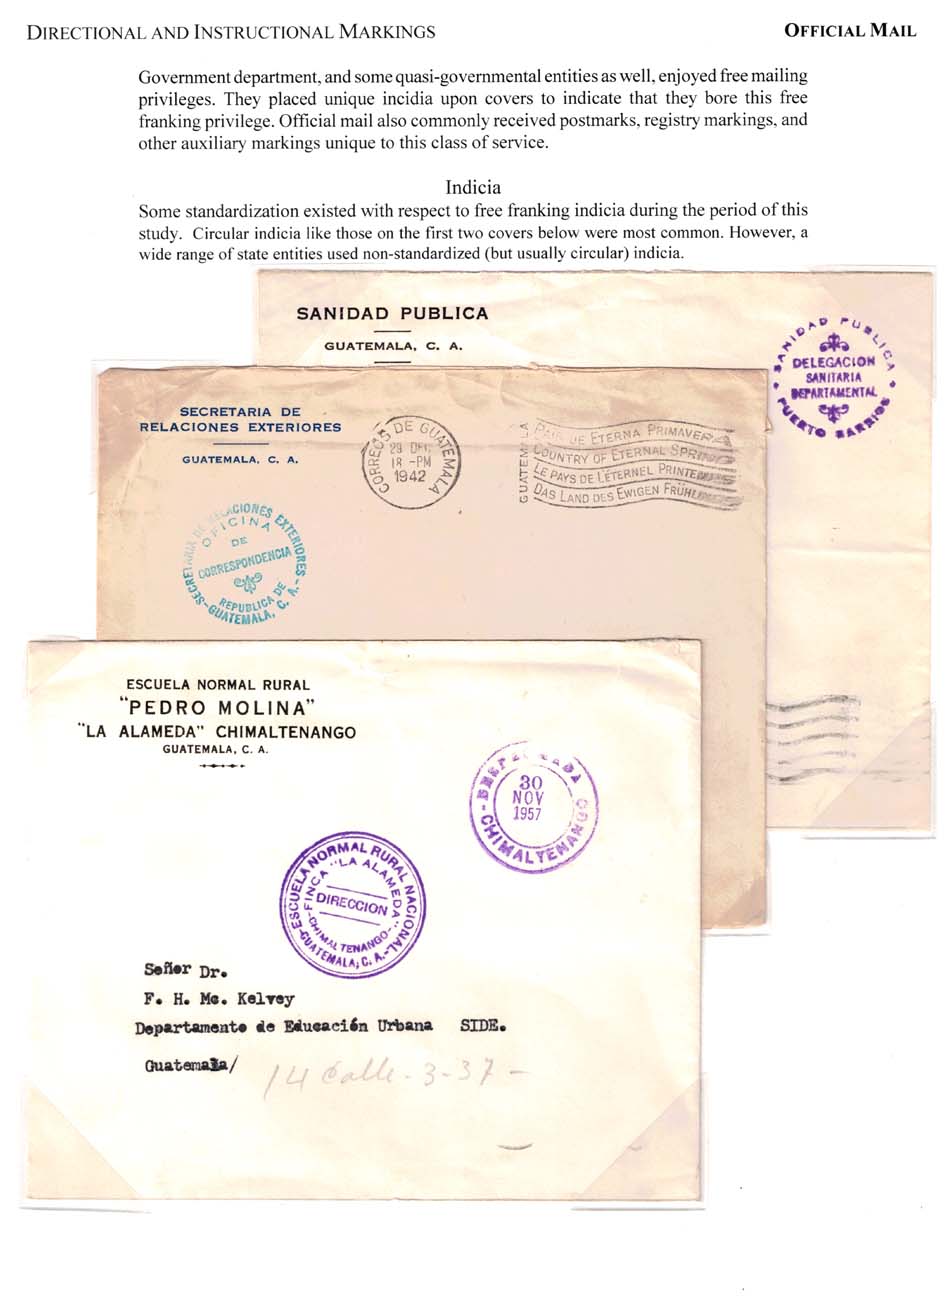 DIRECTIONAL AND INSTRUCTIONAL MARKINGS
OFFICIAL MAIL
Government department, and some quasi-governmental entities as well, enjoyed free mailing
privileges. They placed unique incidia upon covers to indicate that they bore this free
franking privilege. Official mail also commonly received postmarks, registry markings, and
other auxiliary markings unique to this class of service.
Indicia
Some standardization existed with respect to free franking indicia during the period of this
study. Circular indicia like those on the first two covers below were most common. However, a
wide range of state entities used non-standardized (but usually circular) indicia.
SANIDAD PUBLICA
GUATEMALA, C. A.
SANIDAD PUBLICA
DELEGACION
SANITARIA
DEPARTAMENTAL
PUERTO BARRIOS
SECRETARIA DE
RELACIONES EXTERIORES
GUATEMALA, C. A.
CORREOS DE GUATEMALA
29 DEC
18 -PM
1942
GUATEMALA
PAIS DE ETERNA PRIMAVERA
COUNTRY OF ETERNAL SPRING
LE PAYS DE L'ÉTERNEL PRINTEMPS
DAS LAND DES EWIGEN FRÜHLINGS
SECRETARIA DE RELACIONES EXTERIORES
OFICINA
DE
CORRESPONDENCIA
REPUBLICA DE
-GUATEMALA, C. A.-
ESCUELA NORMAL RURAL
"PEDRO MOLINA"
"LA ALAMEDA" CHIMALTENANGO
GUATEMALA, C. A.
DESPACHADA
30
NOV
1957
- CHIMALTENANGO
ESCUELA NORMAL RURAL NACIONAL
FINCA "LA ALAMEDA"
DIRECCION
-CHIMALTENANGO-
-GUATEMALA, C. A.-
Señor Dr.
F. H. Mc. Kelvey
Departamento de Educación Urbana SIDE.
Guatemala/
14 Calle - 3-37 -